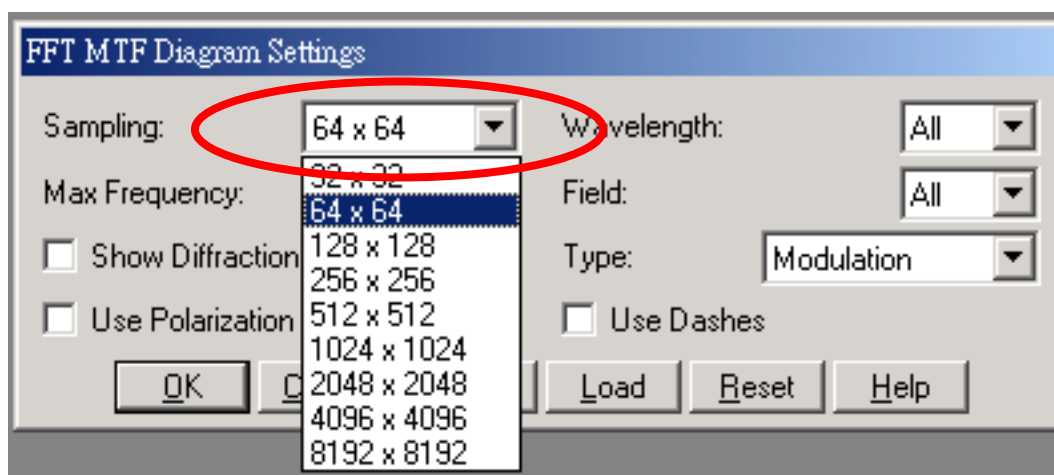 FFT MTF Diagram Settings
Sampling: 64 x 64 Wavelength: All
32 x 32
Max Frequency: Field: All
64 x 64
Show Diffraction 128 x 128 Type: Modulation
256 x 256
Use Polarization 512 x 512 Use Dashes
1024 x 1024
OK 2048 x 2048 Load Reset Help
4096 x 4096
8192 x 8192